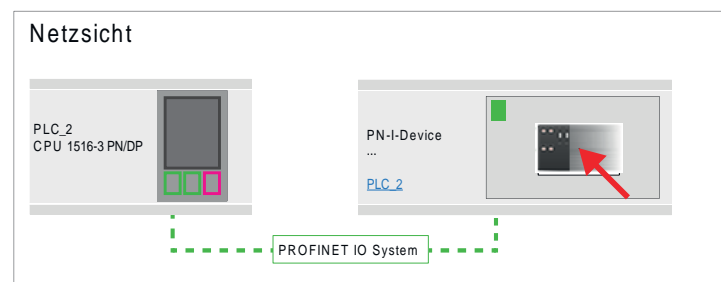 Netzsicht
PLC_2
CPU 1516-3 PN/DP
PN-I-Device
...
PLC_2
PROFINET IO System